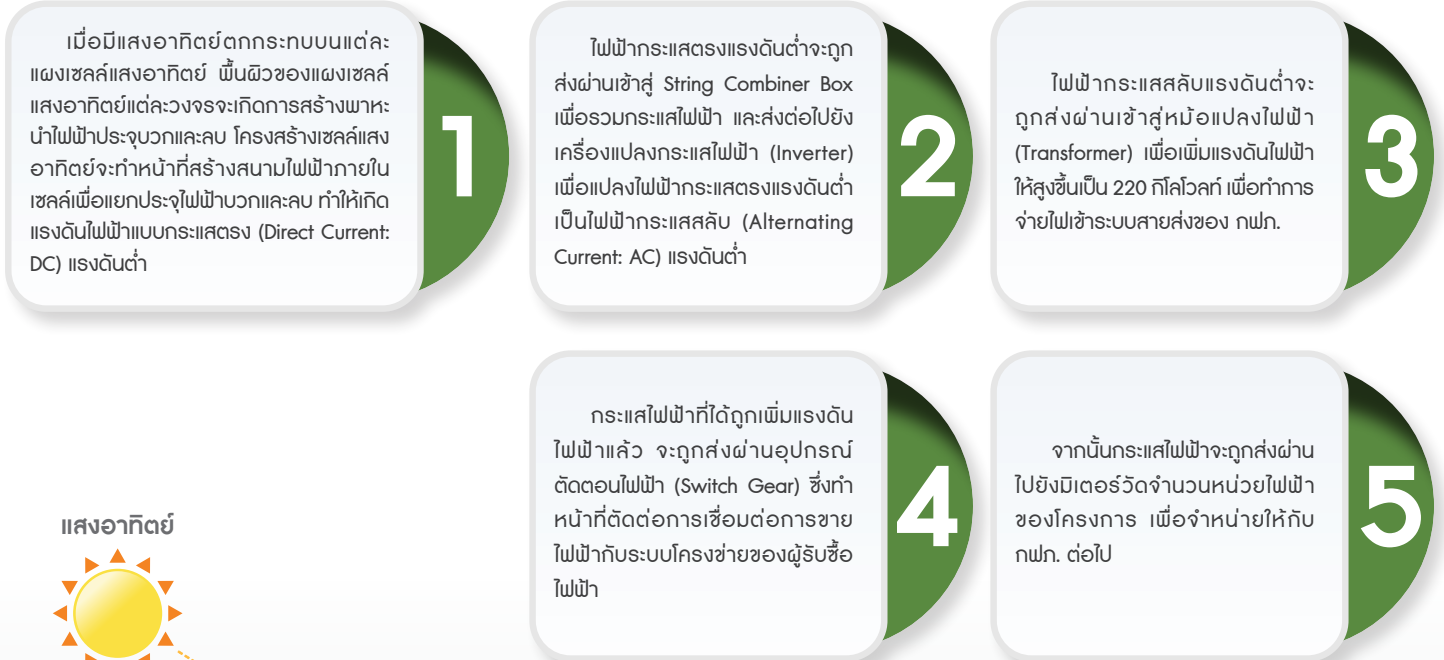 เมื่อมีแสงอาทิตย์ตกกระทบบนแต่ละ
แผงเซลล์แสงอาทิตย์ พื้นผิวของแผงเซลล์
แสงอาทิตย์แต่ละวงจรจะเกิดการสร้างพาหะ
นำไฟฟ้าประจุบวกและลบ โครงสร้างเซลล์แสง
อาทิตย์จะทำหน้าที่สร้างสนามไฟฟ้าภายใน
เซลล์เพื่อแยกประจุไฟฟ้าบวกและลบ ทำให้เกิด
แรงดันไฟฟ้าแบบกระแสตรง (Direct Current:
DC) แรงดันต่ำ
1
ไฟฟ้ากระแสตรงแรงดันต่ำจะถูก
ส่งผ่านเข้าสู่ String Combiner Box
เพื่อรวมกระแสไฟฟ้า และส่งต่อไปยัง
เครื่องแปลงกระแสไฟฟ้า (Inverter)
เพื่อแปลงไฟฟ้ากระแสตรงแรงดันต่ำ
เป็นไฟฟ้ากระแสสลับ (Alternating
Current: AC) แรงดันต่ำ
2
ไฟฟ้ากระแสสลับแรงดันต่ำจะ
ถูกส่งผ่านเข้าสู่หม้อแปลงไฟฟ้า
(Transformer) เพื่อเพิ่มแรงดันไฟฟ้า
ให้สูงขึ้นเป็น 220 กิโลโวลท์ เพื่อทำการ
จ่ายไฟเข้าระบบสายส่งของ กฟภ.
3
กระแสไฟฟ้าที่ได้ถูกเพิ่มแรงดัน
ไฟฟ้าแล้ว จะถูกส่งผ่านอุปกรณ์
ตัดตอนไฟฟ้า (Switch Gear) ซึ่งทำ
หน้าที่ตัดต่อการเชื่อมต่อการขาย
ไฟฟ้ากับระบบโครงข่ายของผู้รับซื้อ
ไฟฟ้า
4
จากนั้นกระแสไฟฟ้าจะถูกส่งผ่าน
ไปยังมิเตอร์วัดจำนวนหน่วยไฟฟ้า
ของโครงการ เพื่อจำหน่ายให้กับ
กฟภ. ต่อไป
5
แสงอาทิตย์